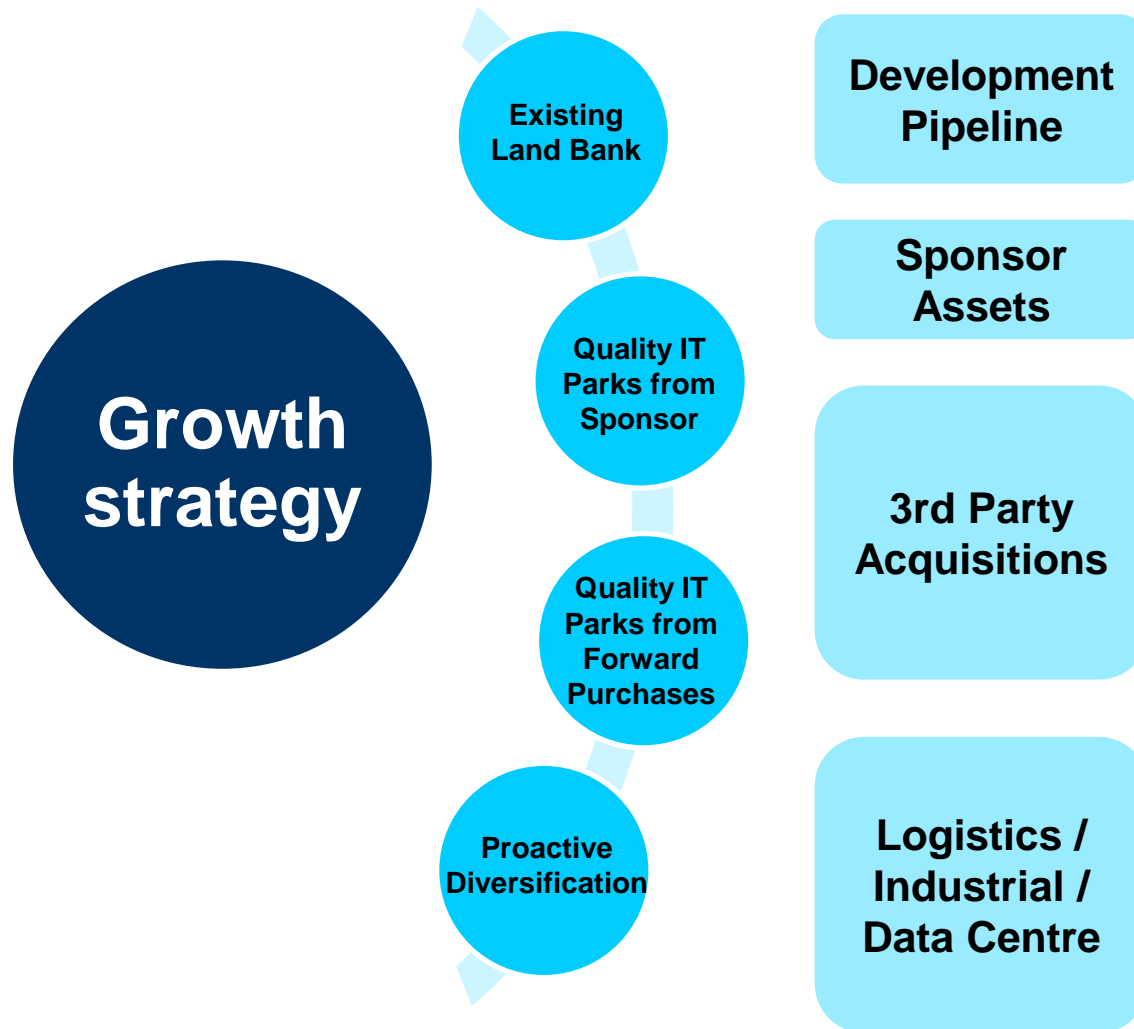 Growth
strategy
Existing
Land Bank
Development
Pipeline
Quality IT
Parks from
Sponsor
Sponsor
Assets
Quality IT
Parks from
Forward
Purchases
3rd Party
Acquisitions
Proactive
Diversification
Logistics /
Industrial /
Data Centre